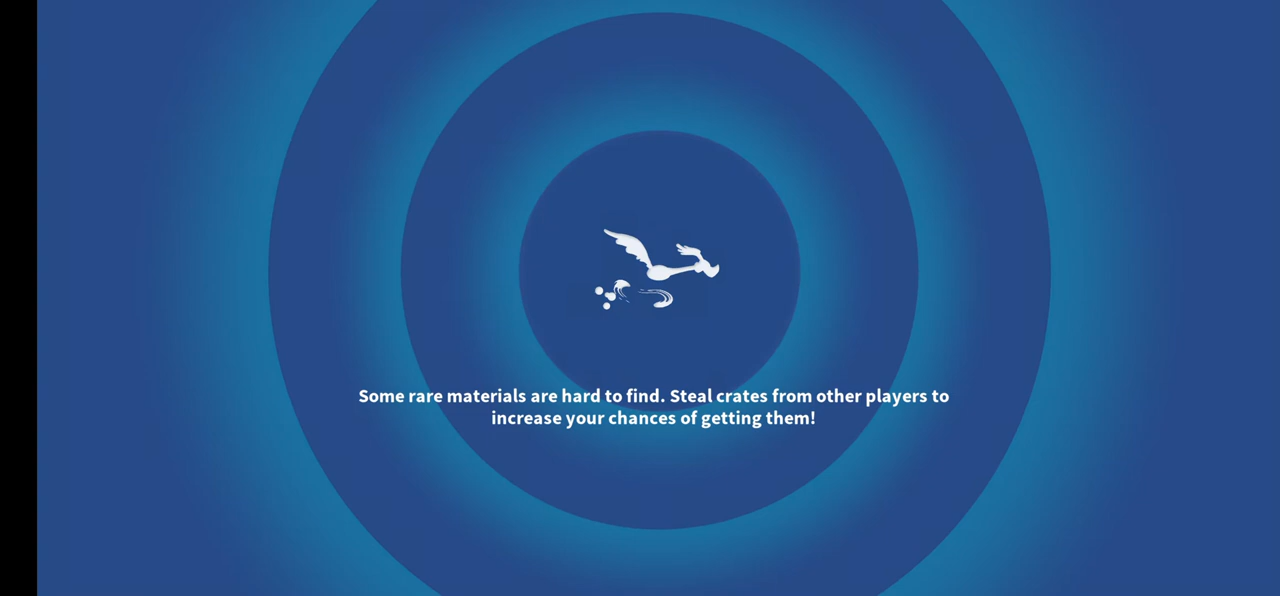 Some rare materials are hard to find. Steal crates from other players to
increase your chances of getting them!